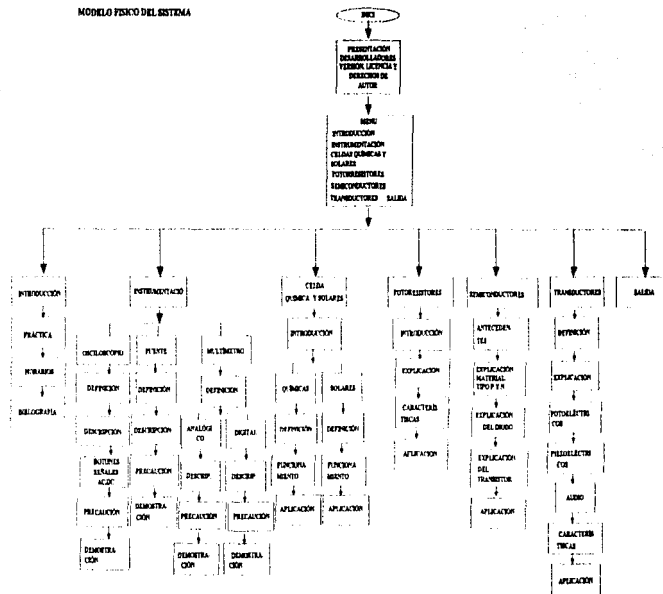 MODELO FISICO DEL SISTEMA
INICI
PRESENTACIÓN
DESARROLLADORES
VERSIÓN, LICENCIA Y
DERECHOS DE
AUTOR
MENU
INTRODUCCIÓN
INSTRUMENTACIÓN
CELDAS QUÍMICAS Y
SOLARES
FOTORRESISTORES
SEMICONDUCTORES
TRANSDUCTORES SALIDA
INTRODUCCIÓN
PRÁCTICA
HORARIOS
BIBLOGRAFÍA
INSTRUMENTACIÓ
OSCILOSCOPIO
DEFINICIÓN
DESCRIPCIÓN
BOTONES
SEÑALES
AC.DC
PRECAUCIÓN
DEMOSTRA
CIÓN
FUENTE
DEFINICIÓN
DESCRIPCIÓN
PRECAUCIÓN
DEMOSTRA
CIÓN
MULTÍMETRO
DEFINICIÓN
ANALÓGI
CO
DESCRIP.
PRECAUCIÓN
DEMOSTRA
CIÓN
DIGITAL
DESCRIP.
PRECAUCIÓN
DEMOSTRA
CIÓN
CELDA
QUÍMICA Y SOLARES
INTRODUCCIÓN
QUÍMICAS
DEFINICIÓN
FUNCIONA
MIENTO
APLICACIÓN
SOLARES
DEFINICIÓN
FUNCIONA
MIENTO
APLICACIÓN
FOTORESISTORES
INTRODUCCIÓN
EXPLICACIÓN
CARACTERÍS
TISCAS
APLICACIÓN
SEMICONDUCTORES
ANTECEDEN
TES
EXPLICACIÓN
MATERIAL
TIPO P Y N
EXPLICACIÓN
DEL DIODO
EXPLICACIÓN
DEL
TRANSISTOR
APLICACIÓN
TRANSDUCTORES
DEFINICIÓN
EXPLICACIÓN
FOTOELÉCTRI
COS
PIEZOELÉCTRI
COS
AUDIO
CARACTERÍS
TISCAS
APLICACIÓN
SALIDA